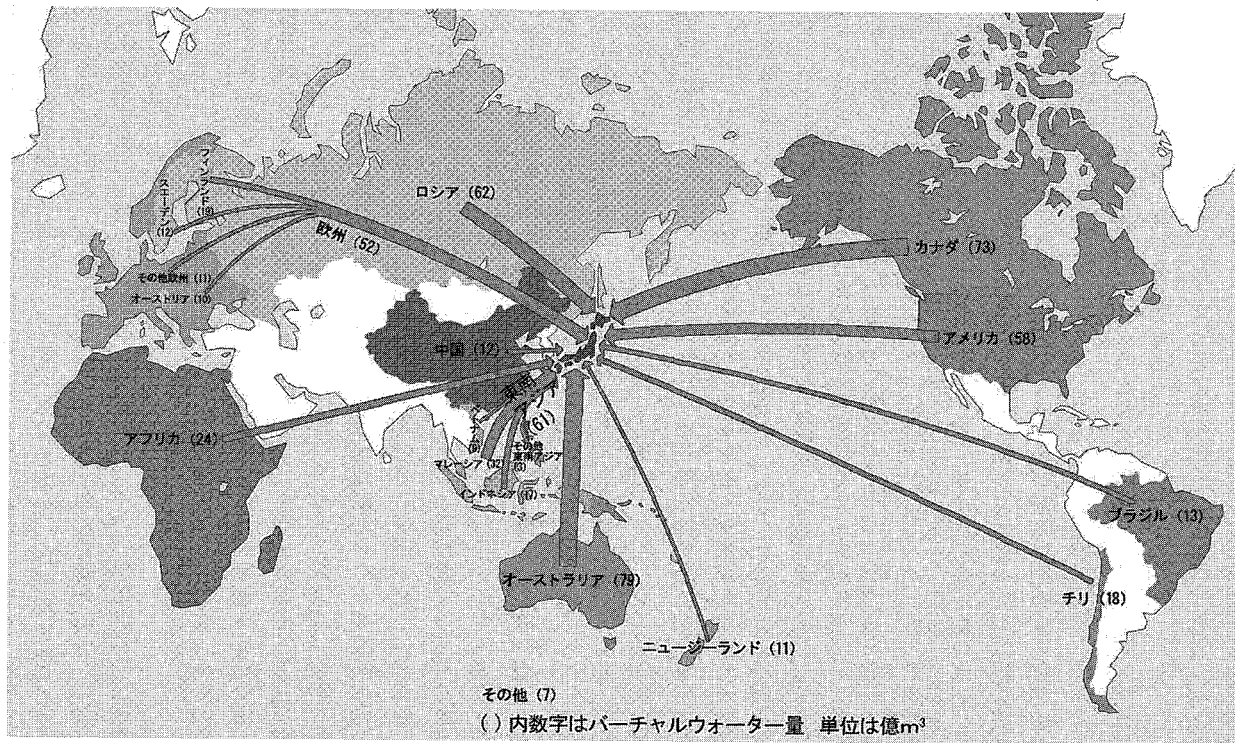 フィンランド (19)
スエーデン (12)
その他欧州 (11)
オーストリア (10)
欧州 (52)
ロシア (62)
カナダ (73)
アメリカ (58)
中国 (12)
東南
アジア
(61)
アフリカ (24)
マレーシア (32)
その他
東南アジア
(3)
インドネシア (17)
ブラジル (13)
チリ (18)
オーストラリア (79)
ニュージーランド (11)
その他 (7)
( ) 内数字はバーチャルウォーター量 単位は億m³